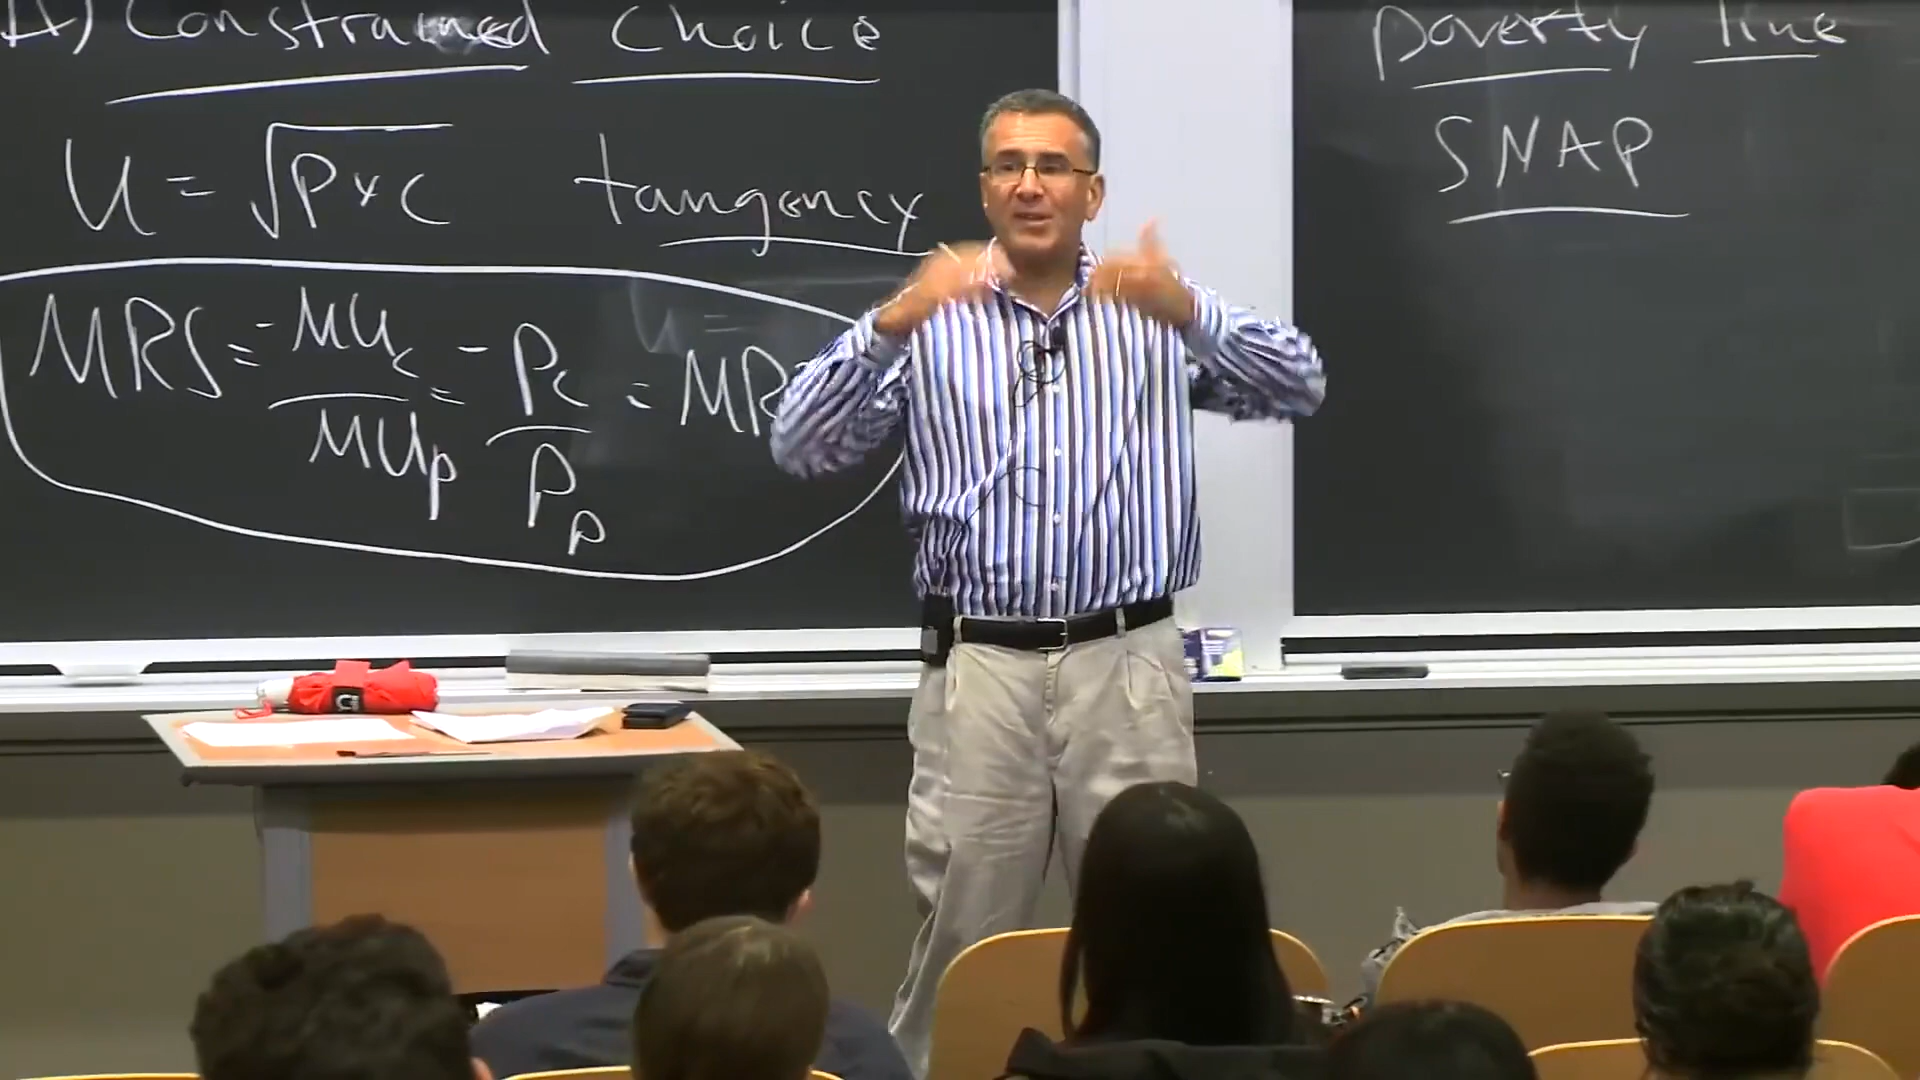 A) Constrained Choice
U = √P*C tangency
MRS = -MUc / MUp = -Pc / Pp = MR
Poverty line
SNAP